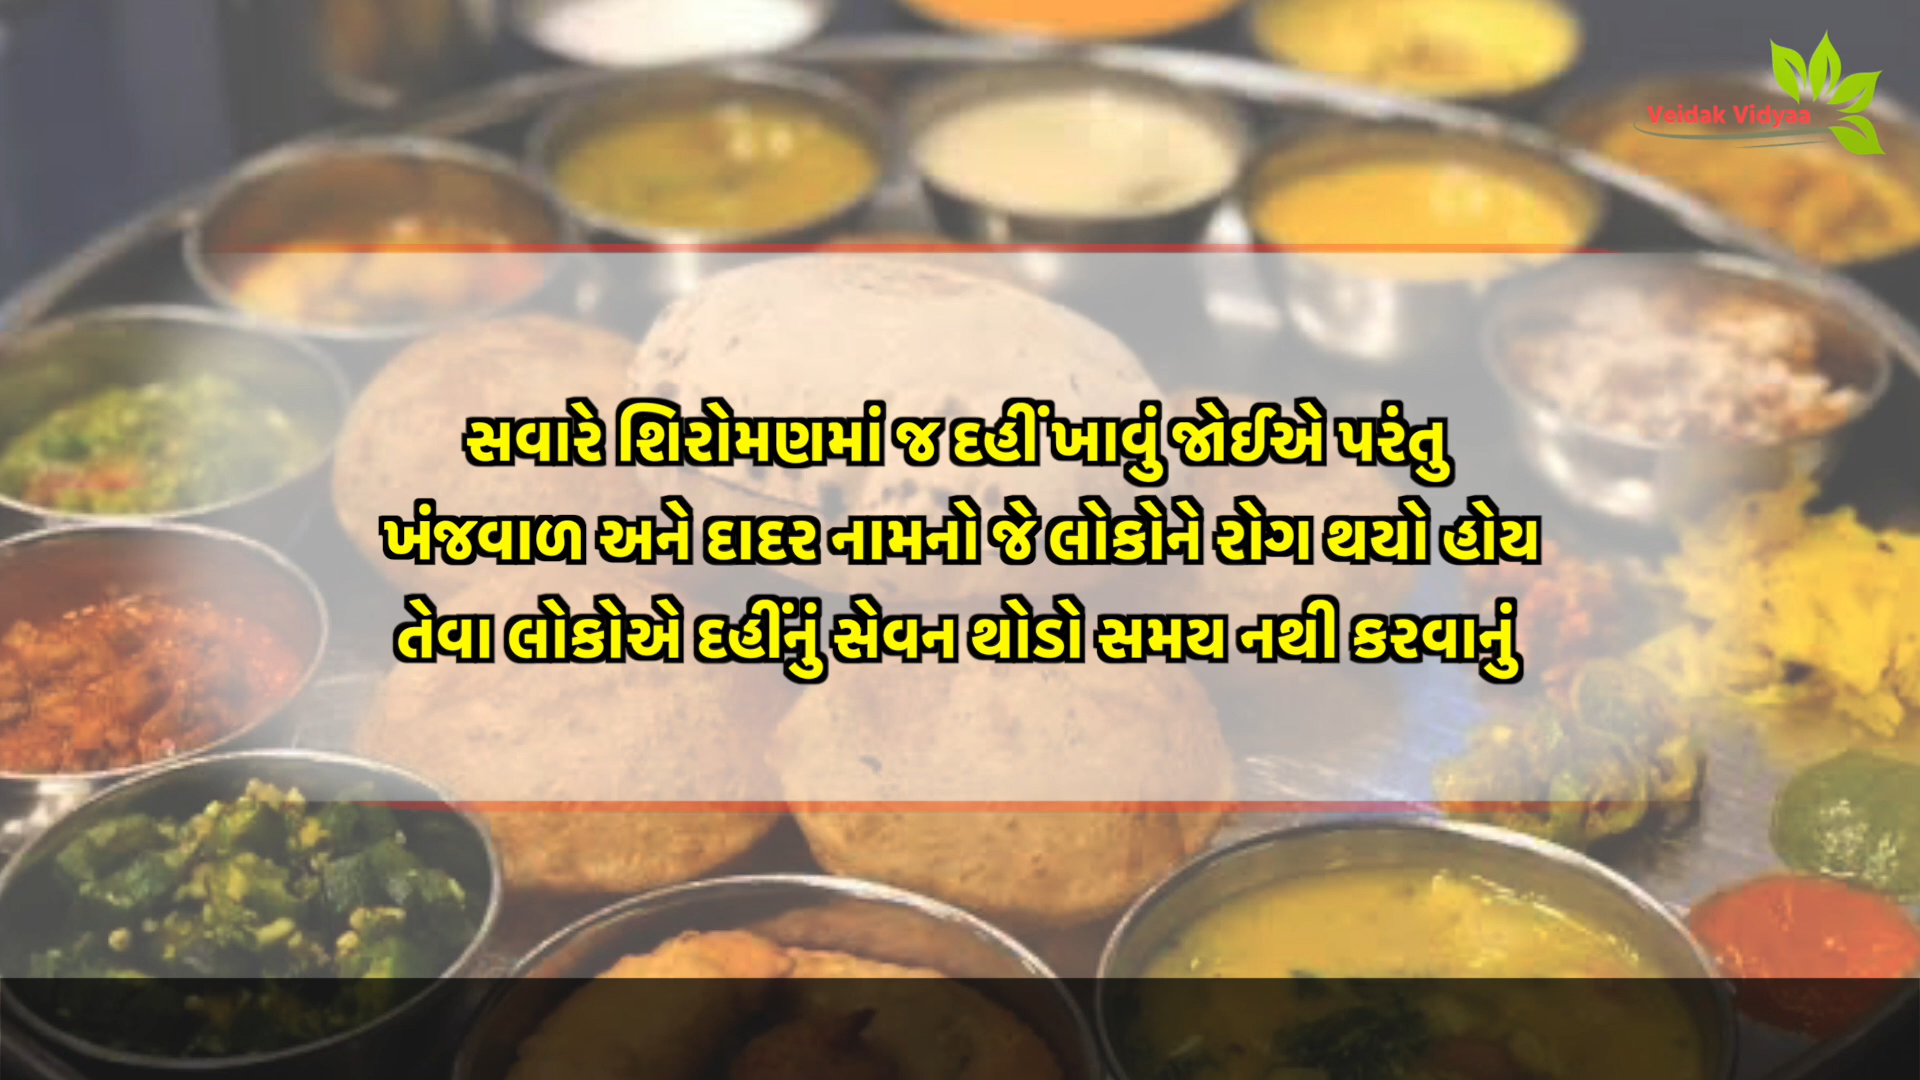 Veidak Vidyaa
સવારે શિરોમણમાં જ દહીં ખાવું જોઈએ પરંતુ
ખંજવાળ અને દાદર નામનો જે લોકોને રોગ થયો હોય
તેવા લોકોએ દહીંનું સેવન થોડો સમય નથી કરવાનું